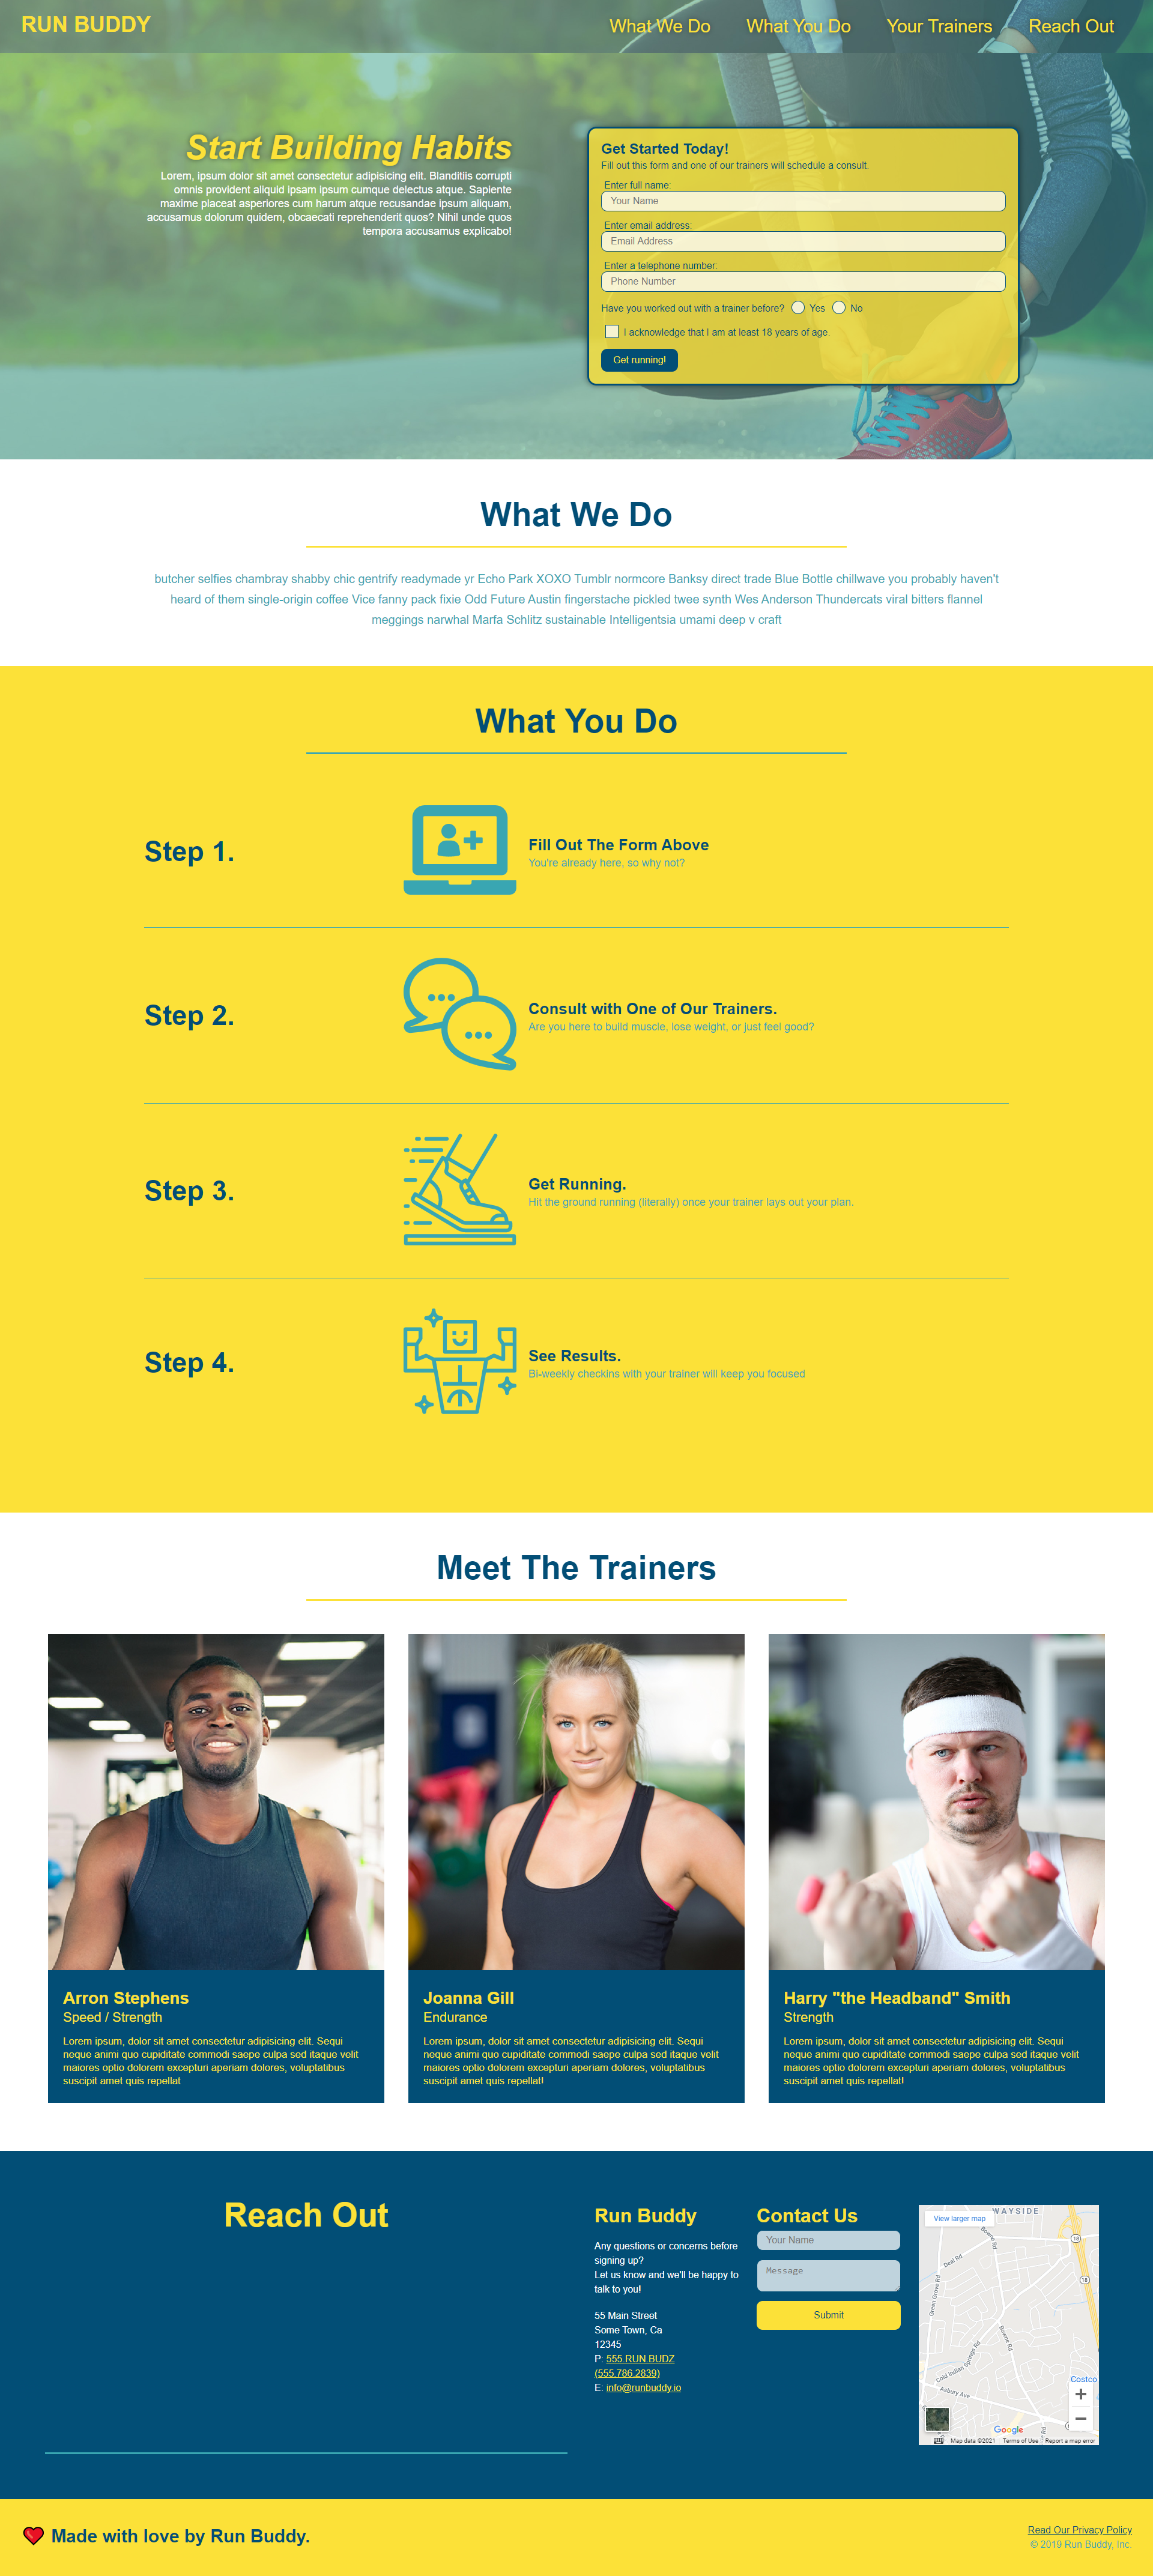 RUN BUDDY
What We Do
What You Do
Your Trainers
Reach Out
Start Building Habits
Lorem, ipsum dolor sit amet consectetur adipisicing elit. Blanditiis corrupti
omnis provident aliquid ipsam ipsum cumque delectus atque. Sapiente
maxime placeat asperiores cum harum atque recusandae ipsum aliquam,
accusamus dolorum quidem, obcaecati reprehenderit quos? Nihil unde quos
tempora accusamus explicabo!
Get Started Today!
Fill out this form and one of our trainers will schedule a consult.
Enter full name:
Your Name
Enter email address:
Email Address
Enter a telephone number:
Phone Number
Have you worked out with a trainer before? Yes No
I acknowledge that I am at least 18 years of age.
Get running!
What We Do
butcher selfies chambray shabby chic gentrify readymade yr Echo Park XOXO Tumblr normcore Banksy direct trade Blue Bottle chillwave you probably haven't
heard of them single-origin coffee Vice fanny pack fixie Odd Future Austin fingerstache pickled twee synth Wes Anderson Thundercats viral bitters flannel
meggings narwhal Marfa Schlitz sustainable Intelligentsia umami deep v craft
What You Do
Step 1.
Fill Out The Form Above
You're already here, so why not?
Step 2.
Consult with One of Our Trainers.
Are you here to build muscle, lose weight, or just feel good?
Step 3.
Get Running.
Hit the ground running (literally) once your trainer lays out your plan.
Step 4.
See Results.
Bi-weekly checkins with your trainer will keep you focused
Meet The Trainers
Arron Stephens
Speed / Strength
Lorem ipsum, dolor sit amet consectetur adipisicing elit. Sequi
neque animi quo cupiditate commodi saepe culpa sed itaque velit
maiores optio dolorem excepturi aperiam dolores, voluptatibus
suscipit amet quis repellat
Joanna Gill
Endurance
Lorem ipsum, dolor sit amet consectetur adipisicing elit. Sequi
neque animi quo cupiditate commodi saepe culpa sed itaque velit
maiores optio dolorem excepturi aperiam dolores, voluptatibus
suscipit amet quis repellat!
Harry "the Headband" Smith
Strength
Lorem ipsum, dolor sit amet consectetur adipisicing elit. Sequi
neque animi quo cupiditate commodi saepe culpa sed itaque velit
maiores optio dolorem excepturi aperiam dolores, voluptatibus
suscipit amet quis repellat!
Reach Out
Run Buddy
Any questions or concerns before
signing up?
Let us know and we'll be happy to
talk to you!
55 Main Street
Some Town, Ca
12345
P: 555.RUN.BUDZ
(555.786.2839)
E: info@runbuddy.io
Contact Us
Your Name
Message
Submit
WAYSIDE
View larger map
Bowne Rd
Deal Rd
18
18
Green Grove Rd
Bowne Rd
Cold Indian Springs Rd
Asbury Ave
Costco
Google
Map data ©2021 Terms of Use Report a map error
Made with love by Run Buddy.
Read Our Privacy Policy
© 2019 Run Buddy, Inc.